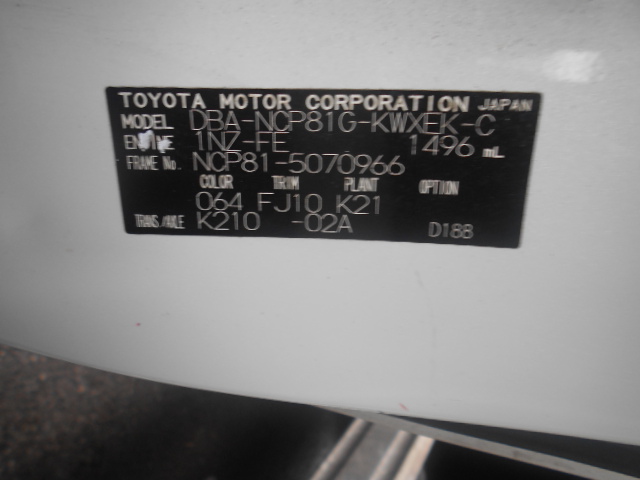 TOYOTA MOTOR CORPORATION JAPAN
MODEL DBA-NCP81G-KWXEK-C
ENGINE 1NZ-FE 1496 mL
FRAME No. NCP81-5070966
COLOR TRIM PLANT OPTION
064 FJ10 K21
TRANS./AXLE K210 -02A D188